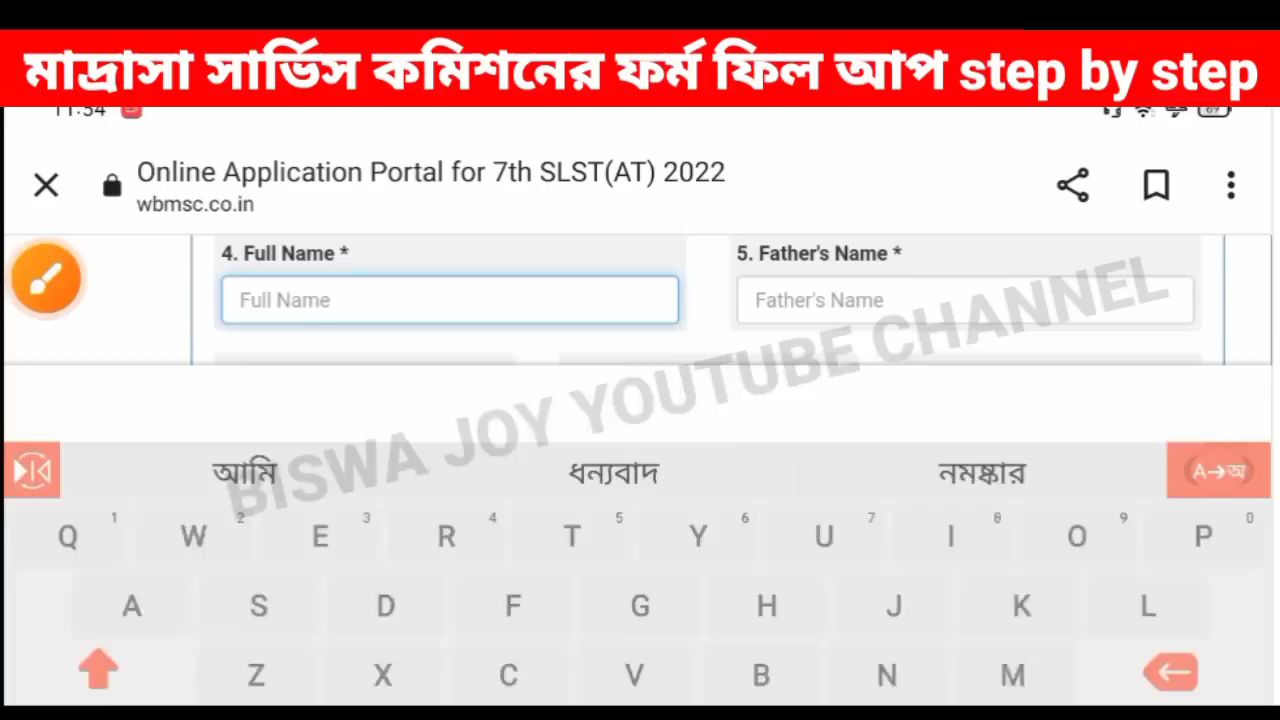 মাদ্রাসা সার্ভিস কমিশনের ফর্ম ফিল আপ step by step
11:54
Online Application Portal for 7th SLST(AT) 2022
wbmsc.co.in
4. Full Name * 5. Father's Name *
Full Name Father's Name
BISWA JOY YOUTUBE CHANNEL
আমি ধন্যবাদ নমষ্কার A→অ
1 2 3 4 5 6 7 8 9 0
Q W E R T Y U I O P
A S D F G H J K L
Z X C V B N M